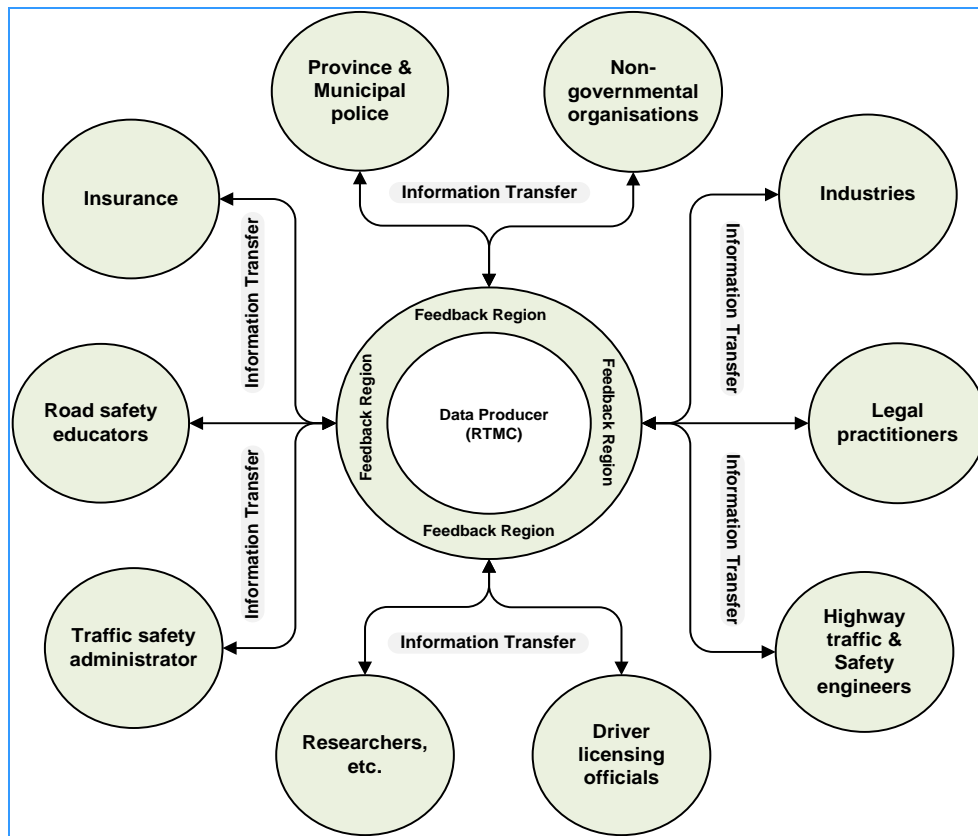 Province &
Municipal
police
Non-
governmental
organisations
Insurance
Information Transfer
Industries
Information Transfer
Information Transfer
Feedback Region
Feedback Region
Feedback Region
Road safety
educators
Data Producer
(RTMC)
Legal
practitioners
Information Transfer
Information Transfer
Feedback Region
Traffic safety
administrator
Information Transfer
Highway
traffic &
Safety
engineers
Researchers,
etc.
Driver
licensing
officials